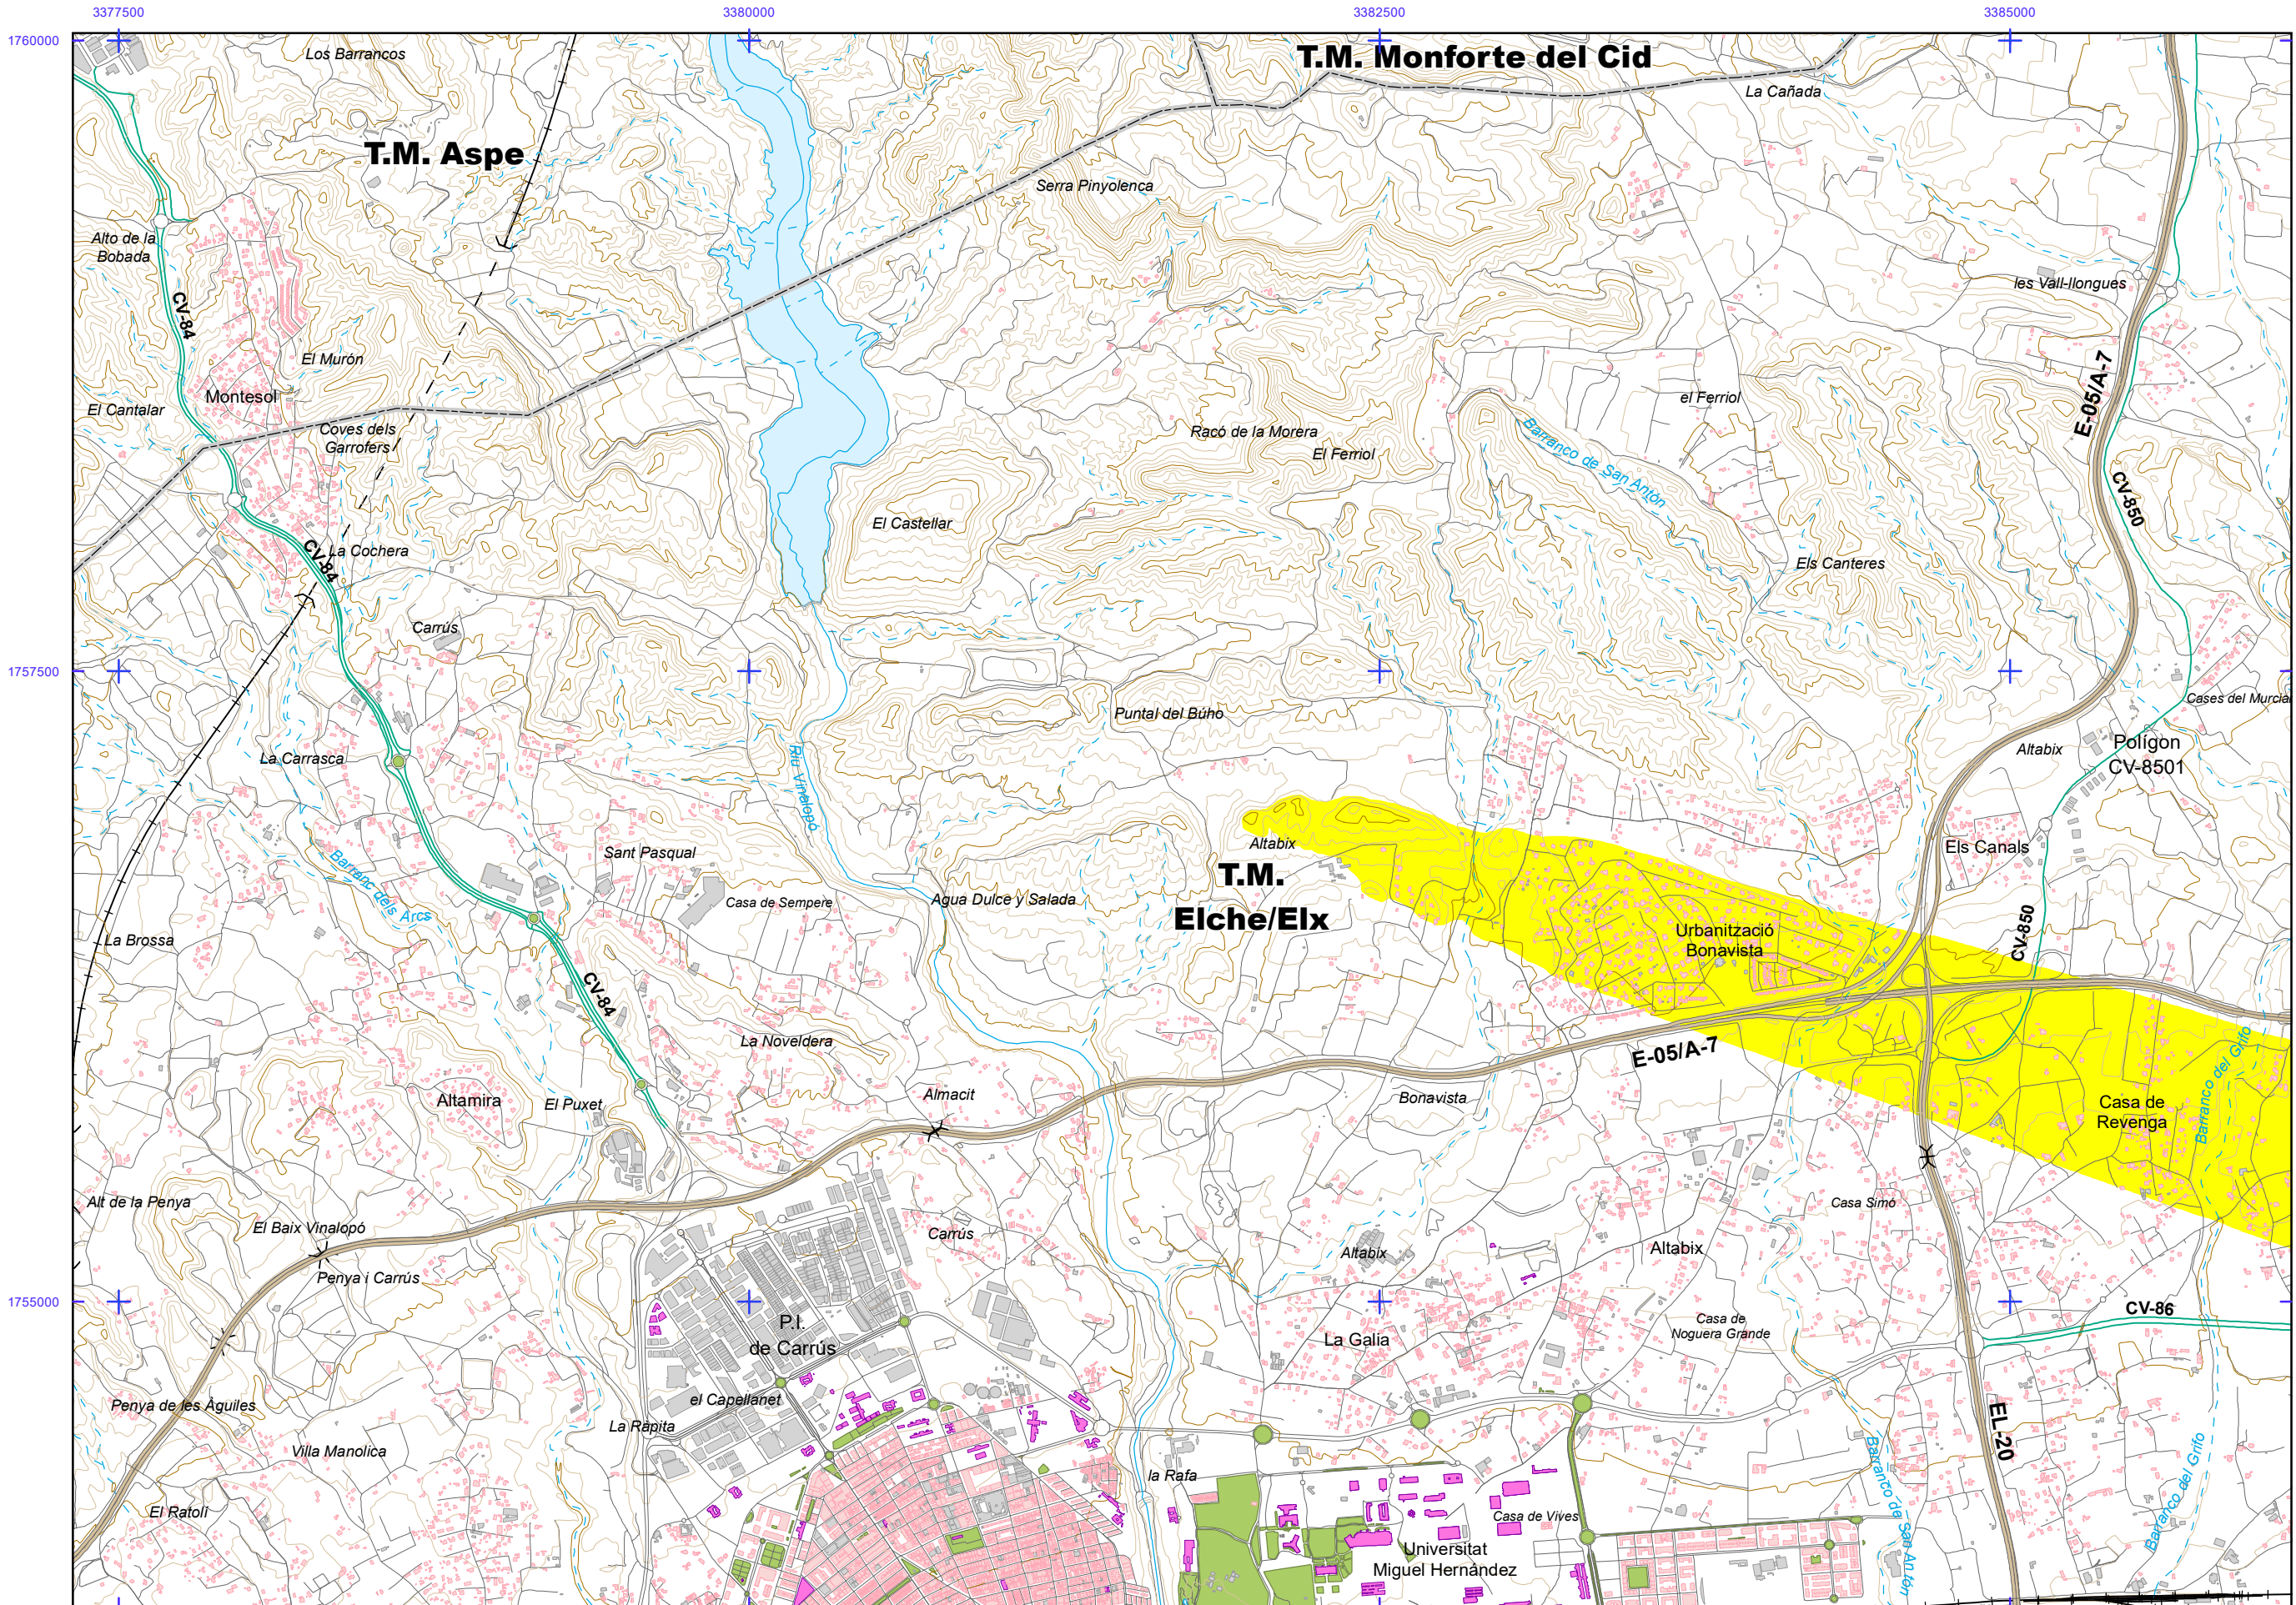 3377500
3380000
3382500
3385000
1760000
Los Barrancos
T.M. Monforte del Cid
La Cañada
T.M. Aspe
Serra Pinyolenca
Alto de la
Bobada
les Vall-llongues
CV-84
El Murón
E-05/A-7
Montesol
el Ferriol
El Cantalar
Coves dels
Garrofers
Racó de la Morera
El Ferriol
Barranco de San Antón
CV-850
El Castellar
CV-84
La Cochera
Els Canteres
Carrús
1757500
Cases del Murcia
Puntal del Búho
Riu Vinalopó
La Carrasca
Altabix
Polígon
CV-8501
Altabix
Els Canals
Sant Pasqual
Barranc dels Arcs
T.M.
Elche/Elx
Casa de Sempere
Agua Dulce y Salada
CV-850
Urbanització
Bonavista
La Brossa
CV-84
La Noveldera
E-05/A-7
Barranco del Grifo
Altamira
El Puxet
Almacit
Bonavista
Casa de
Revenga
Alt de la Penya
Casa Simó
El Baix Vinalopó
Carrús
Altabix
Altabix
Penya i Carrús
1755000
CV-86
P.I.
de Carrús
La Galia
Casa de
Noguera Grande
Penya de les Àguiles
el Capellanet
La Ràpita
EL-20
Villa Manolica
la Rafa
Barranco de San Antón
Barranco del Grifo
El Ratolí
Casa de Vives
Universitat
Miguel Hernández